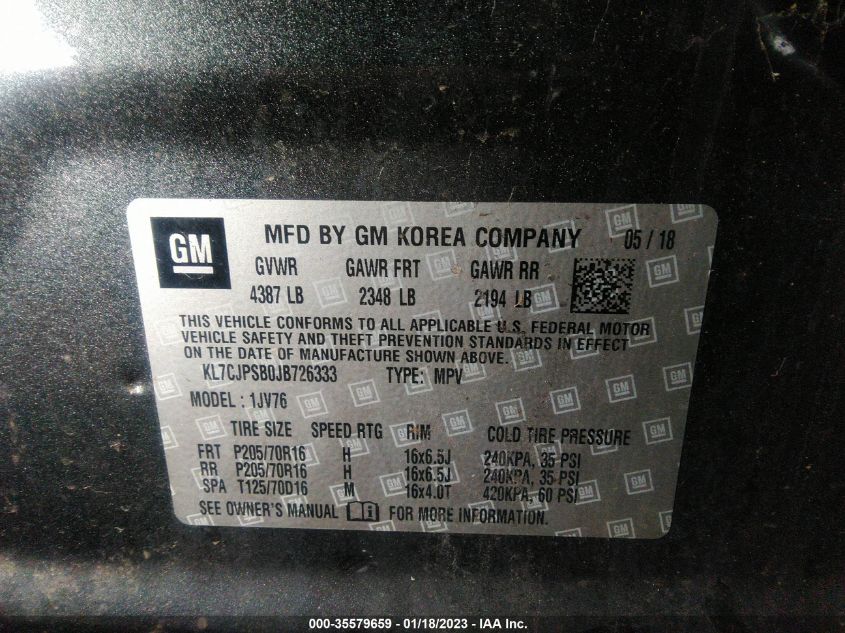 GM MFD BY GM KOREA COMPANY 05 / 18
GVWR GAWR FRT GAWR RR
4387 LB 2348 LB 2194 LB
THIS VEHICLE CONFORMS TO ALL APPLICABLE U.S. FEDERAL MOTOR
VEHICLE SAFETY AND THEFT PREVENTION STANDARDS IN EFFECT
ON THE DATE OF MANUFACTURE SHOWN ABOVE.
KL7CJPSB0JB726333 TYPE: MPV
MODEL : 1JV76
TIRE SIZE SPEED RTG RIM COLD TIRE PRESSURE
FRT P205/70R16 H 16x6.5J 240KPA, 35 PSI
RR P205/70R16 H 16x6.5J 240KPA, 35 PSI
SPA T125/70D16 M 16x4.0T 420KPA, 60 PSI
SEE OWNER'S MANUAL FOR MORE INFORMATION.
000-35579659 - 01/18/2023 - IAA Inc.